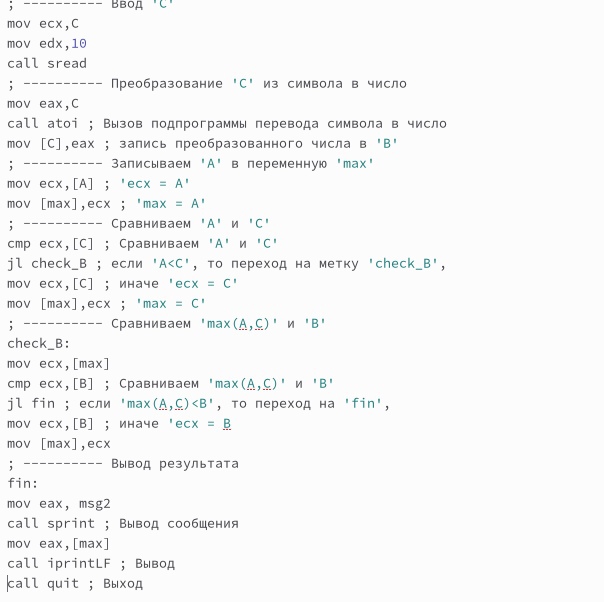 ; ---------- Ввод 'C'
mov ecx,C
mov edx,10
call sread
; ---------- Преобразование 'C' из символа в число
mov eax,C
call atoi ; Вызов подпрограммы перевода символа в число
mov [C],eax ; запись преобразованного числа в 'B'
; ---------- Записываем 'A' в переменную 'max'
mov ecx,[A] ; 'ecx = A'
mov [max],ecx ; 'max = A'
; ---------- Сравниваем 'A' и 'C'
cmp ecx,[C] ; Сравниваем 'A' и 'C'
jl check_B ; если 'A<C', то переход на метку 'check_B',
mov ecx,[C] ; иначе 'ecx = C'
mov [max],ecx ; 'max = C'
; ---------- Сравниваем 'max(A,C)' и 'B'
check_B:
mov ecx,[max]
cmp ecx,[B] ; Сравниваем 'max(A,C)' и 'B'
jl fin ; если 'max(A,C)<B', то переход на 'fin',
mov ecx,[B] ; иначе 'ecx = B
mov [max],ecx
; ---------- Вывод результата
fin:
mov eax, msg2
call sprint ; Вывод сообщения
mov eax,[max]
call iprintLF ; Вывод
call quit ; Выход